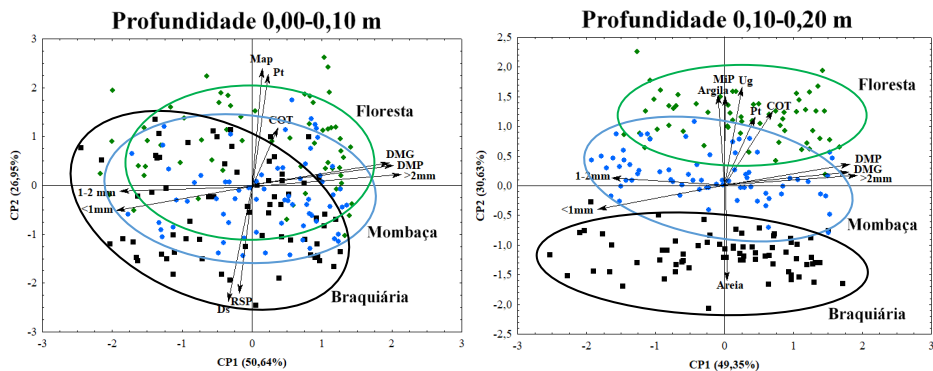 Profundidade 0,00-0,10 m
3
2
1
0
-1
-2
-3
-3
-2
-1
0
1
2
3
CP2 (26,95%)
CP1 (50,64%)
Map
Pt
Floresta
COT
DMG
DMP
>2mm
1-2 mm
<1mm
Mombaça
Braquiária
RSP
Ds
Profundidade 0,10-0,20 m
2,5
2,0
1,5
1,0
0,5
0,0
-0,5
-1,0
-1,5
-2,0
-2,5
-3
-2
-1
0
1
2
3
CP2 (30,63%)
CP1 (49,35%)
MiP
Ug
Argila
Floresta
Pt
COT
DMP
DMG
>2mm
1-2mm
<1mm
Mombaça
Areia
Braquiária